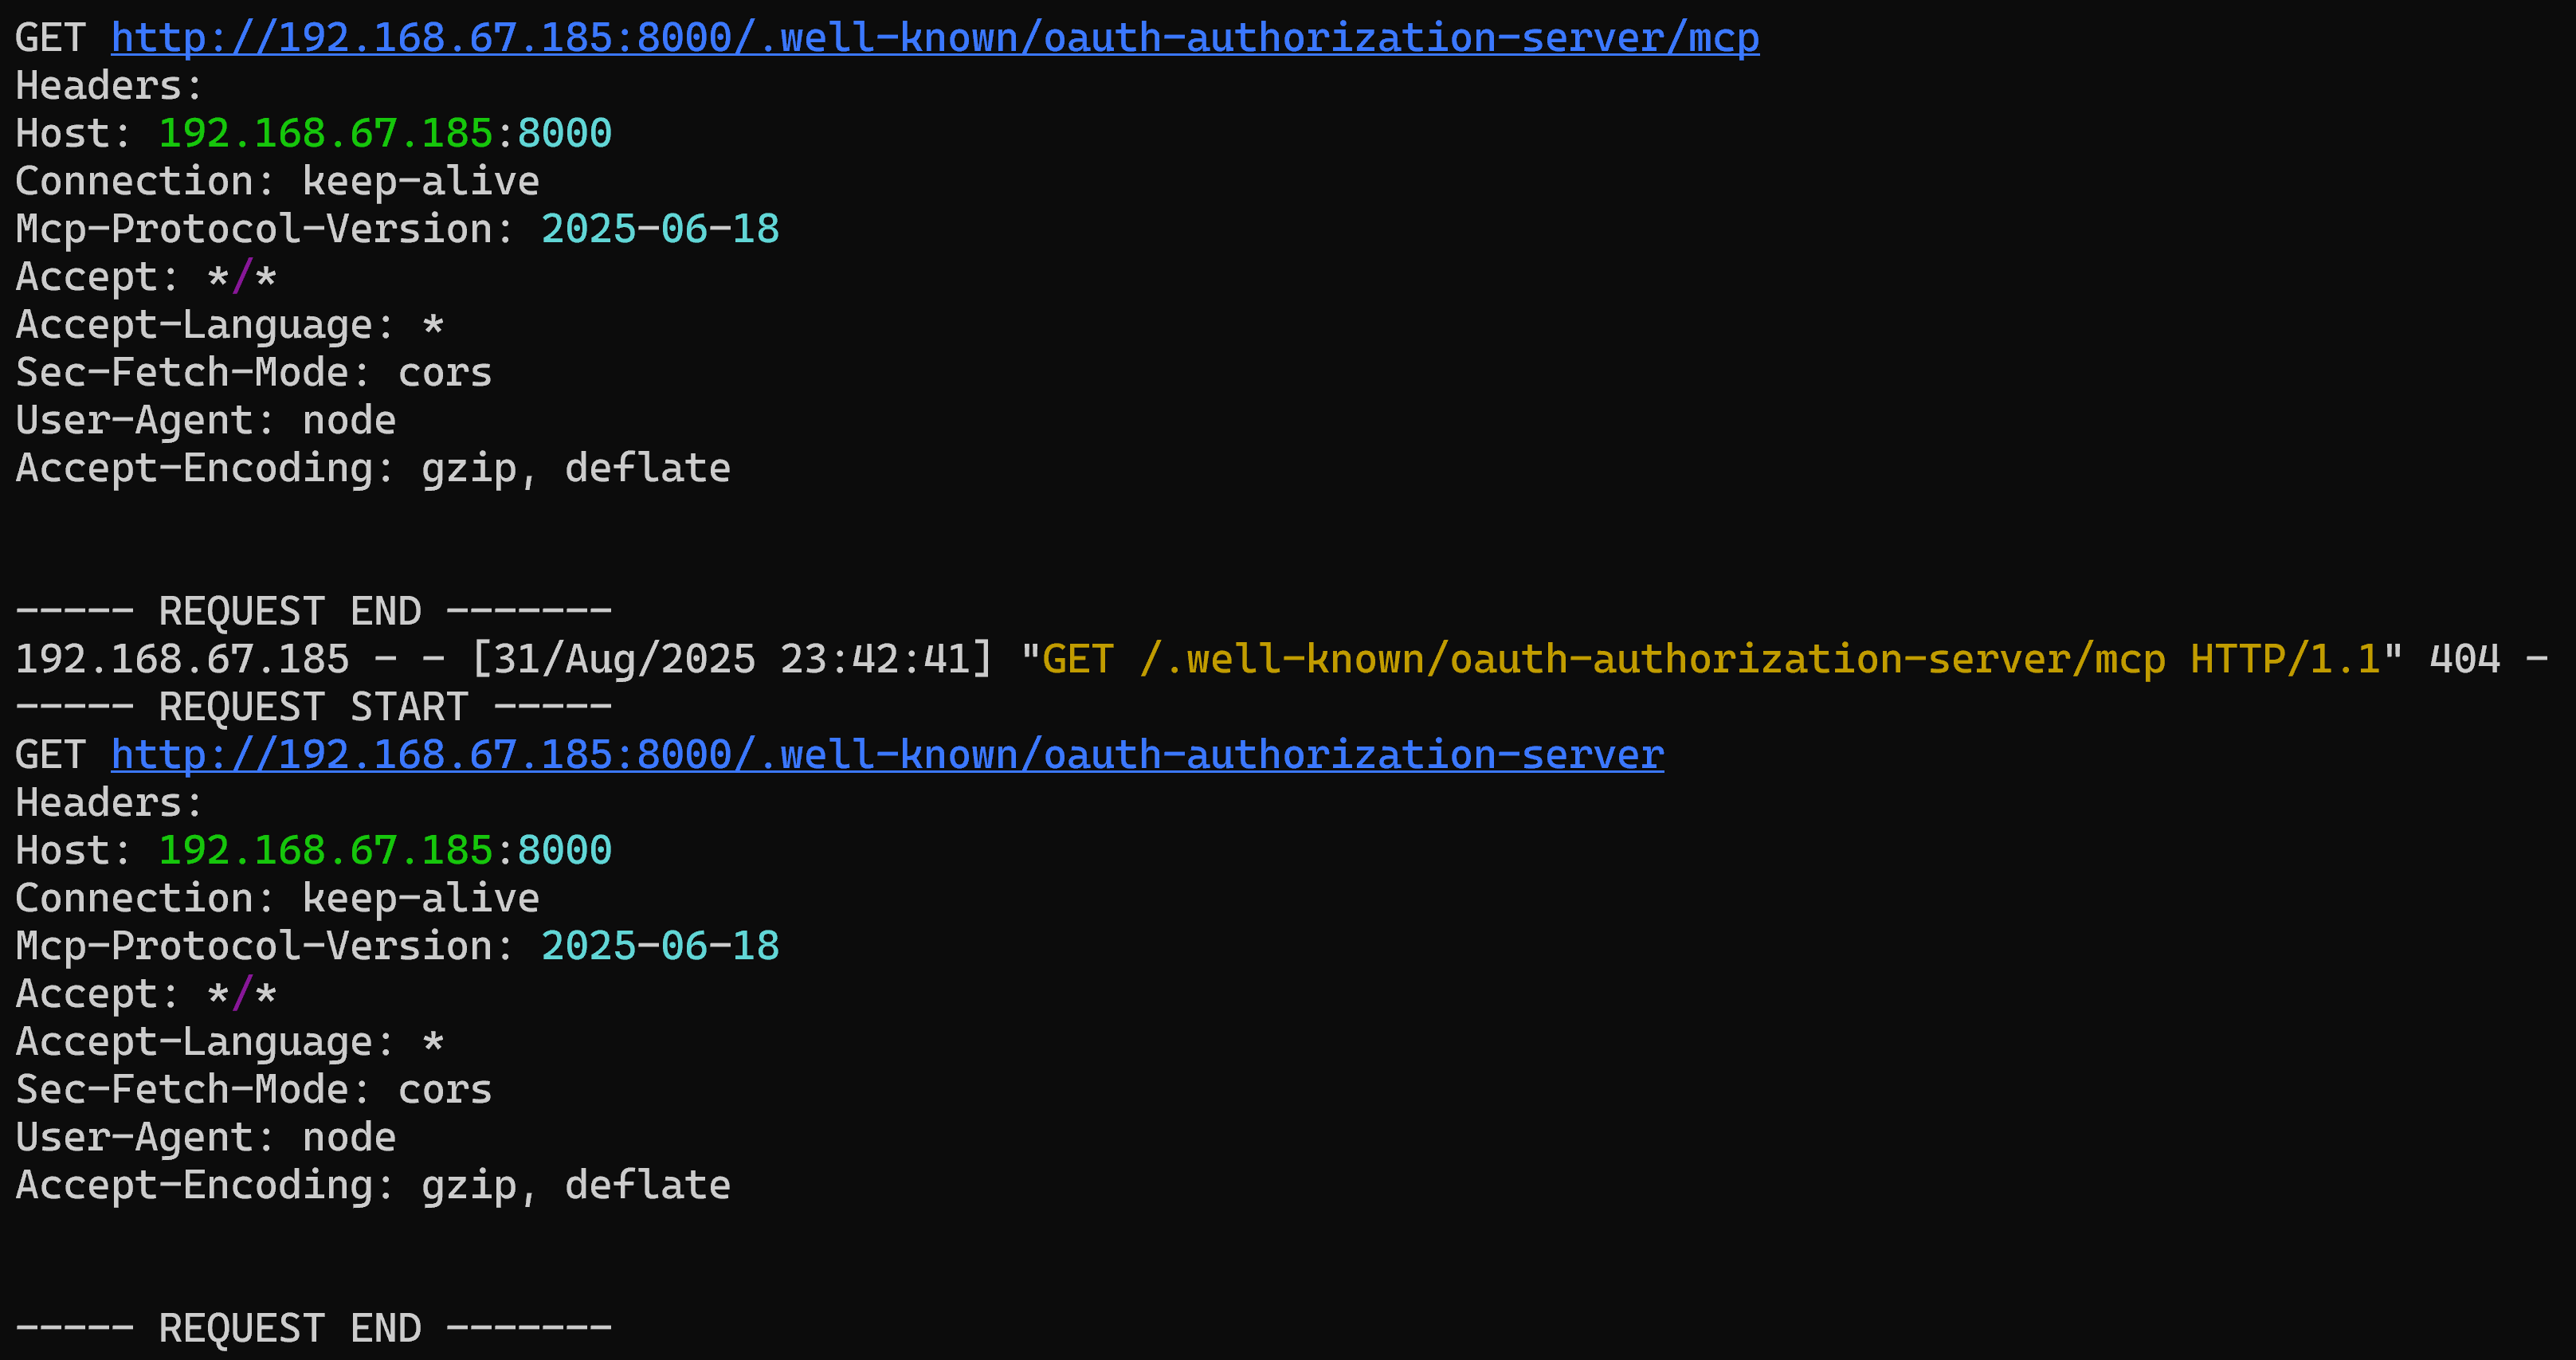 GET http://192.168.67.185:8000/.well-known/oauth-authorization-server/mcp
Headers:
Host: 192.168.67.185:8000
Connection: keep-alive
Mcp-Protocol-Version: 2025-06-18
Accept: */*
Accept-Language: *
Sec-Fetch-Mode: cors
User-Agent: node
Accept-Encoding: gzip, deflate
----- REQUEST END -------
192.168.67.185 - - [31/Aug/2025 23:42:41] "GET /.well-known/oauth-authorization-server/mcp HTTP/1.1" 404 -
----- REQUEST START -----
GET http://192.168.67.185:8000/.well-known/oauth-authorization-server
Headers:
Host: 192.168.67.185:8000
Connection: keep-alive
Mcp-Protocol-Version: 2025-06-18
Accept: */*
Accept-Language: *
Sec-Fetch-Mode: cors
User-Agent: node
Accept-Encoding: gzip, deflate
----- REQUEST END -------